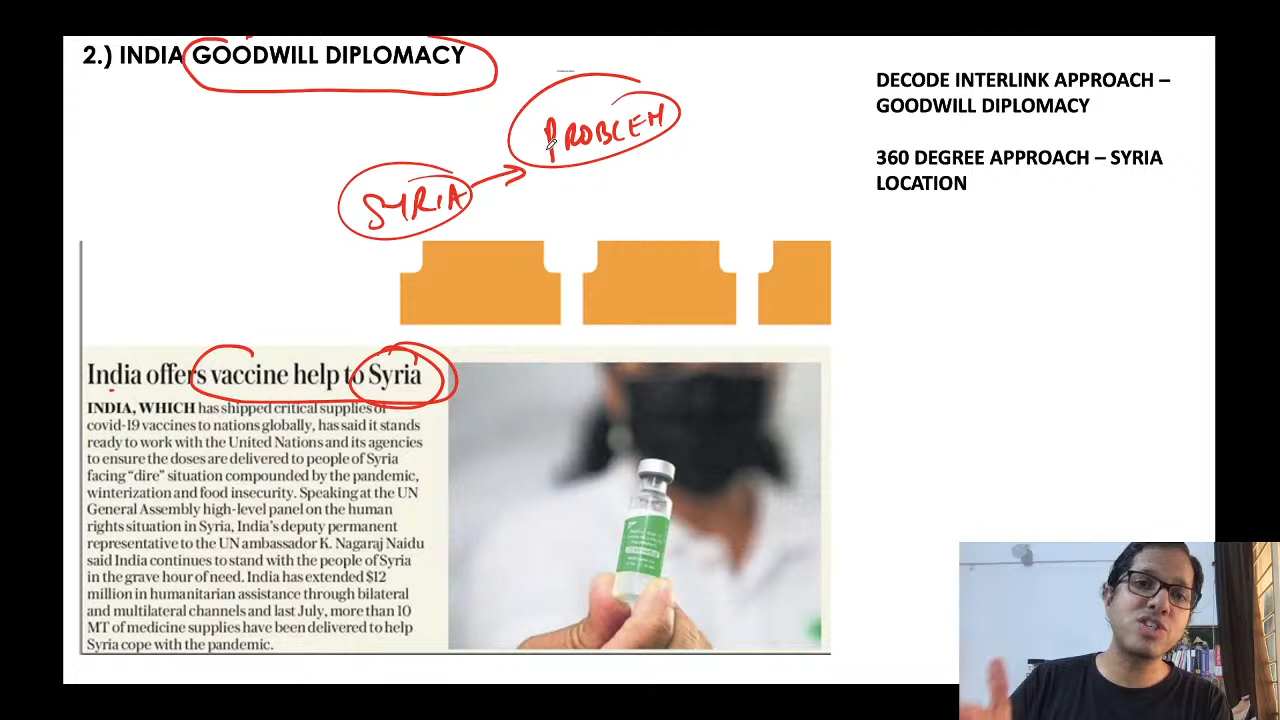 2.) INDIA GOODWILL DIPLOMACY
PROBLEM
SYRIA
DECODE INTERLINK APPROACH –
GOODWILL DIPLOMACY
360 DEGREE APPROACH – SYRIA
LOCATION
India offers vaccine help to Syria
INDIA, WHICH has shipped critical supplies of
covid-19 vaccines to nations globally, has said it stands
ready to work with the United Nations and its agencies
to ensure the doses are delivered to people of Syria
facing “dire” situation compounded by the pandemic,
winterization and food insecurity. Speaking at the UN
General Assembly high-level panel on the human
rights situation in Syria, India’s deputy permanent
representative to the UN ambassador K. Nagaraj Naidu
said India continues to stand with the people of Syria
in the grave hour of need. India has extended $12
million in humanitarian assistance through bilateral
and multilateral channels and last July, more than 10
MT of medicine supplies have been delivered to help
Syria cope with the pandemic.